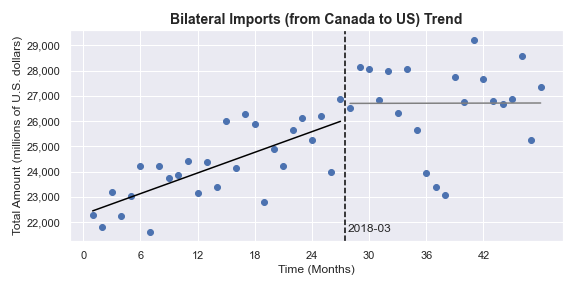 Bilateral Imports (from Canada to US) Trend
Total Amount (millions of U.S. dollars)
29,000
28,000
27,000
26,000
25,000
24,000
23,000
22,000
2018-03
0 6 12 18 24 30 36 42
Time (Months)